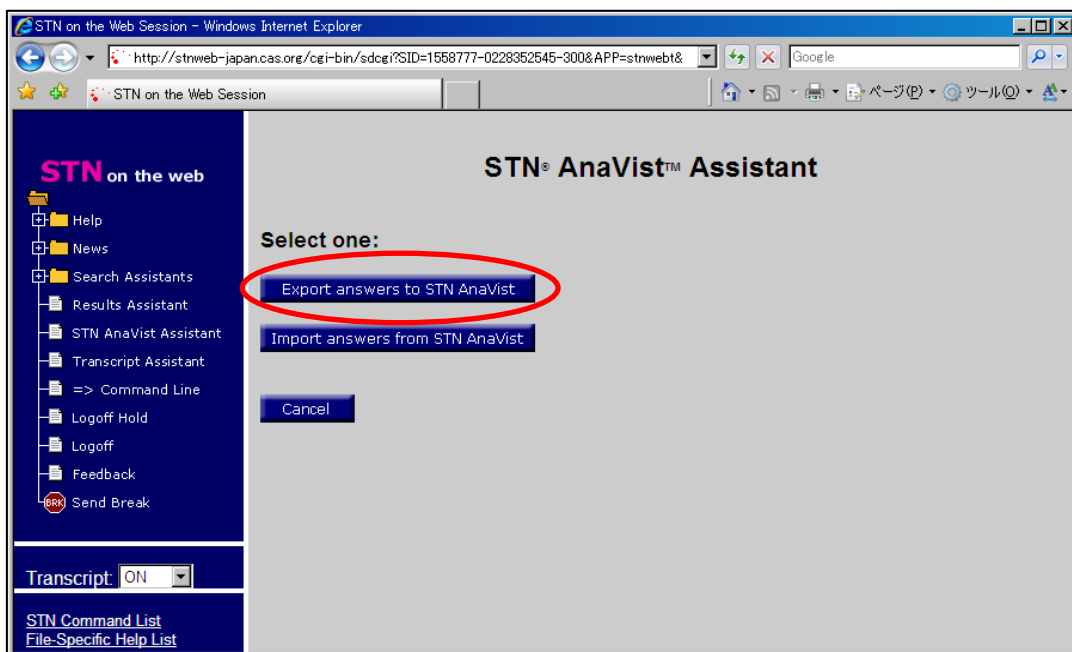 STN on the Web Session - Windows Internet Explorer
http://stnweb-japan.cas.org/cgi-bin/sdcgi?SID=1558777-0228352545-300&APP=stnwebt&
Google
STN on the Web Session
ページ(P)
ツール(O)
STN on the web
Help
News
Search Assistants
Results Assistant
STN AnaVist Assistant
Transcript Assistant
=> Command Line
Logoff Hold
Logoff
Feedback
BRK Send Break
Transcript: ON
STN Command List
File-Specific Help List
STN® AnaVist™ Assistant
Select one:
Export answers to STN AnaVist
Import answers from STN AnaVist
Cancel